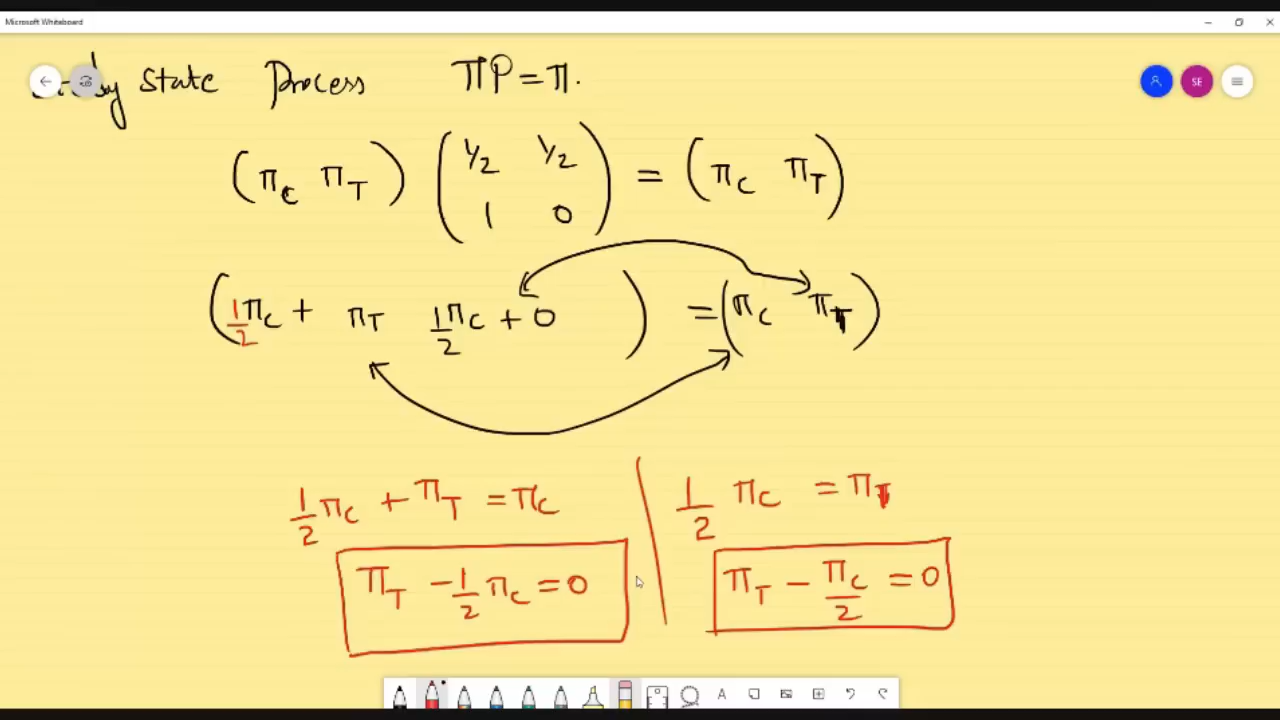 Microsoft Whiteboard
State Process πP = π.
SE
(π_C π_T) (1/2 1/2 = (π_C π_T)
1 0)
(1/2 π_C + π_T 1/2 π_C + 0) = (π_C π_T)
1/2 π_C + π_T = π_C
1/2 π_C = π_T
π_T - 1/2 π_C = 0
π_T - π_C/2 = 0
A